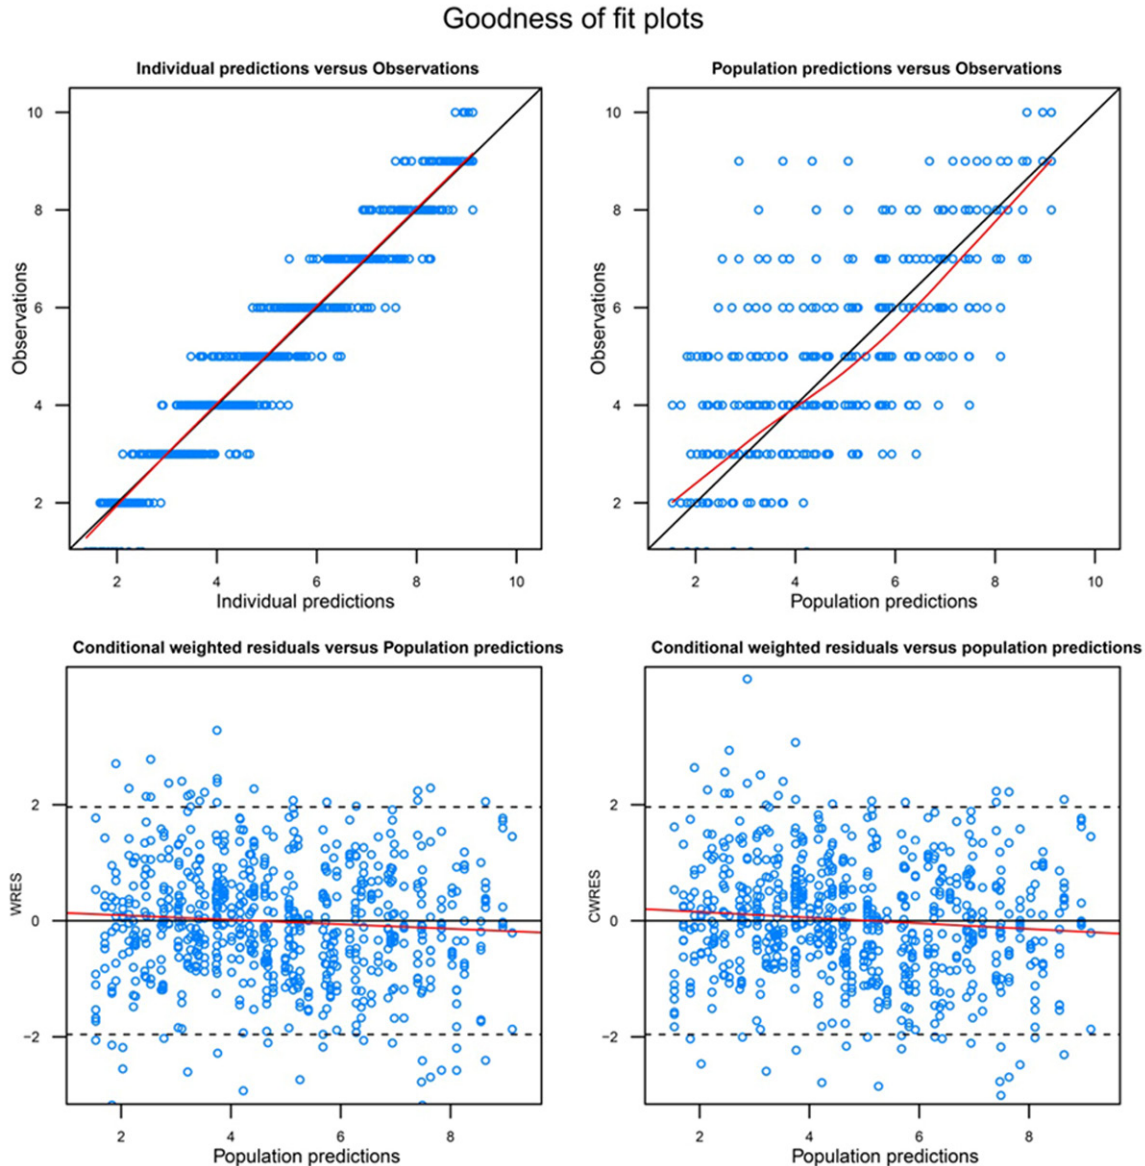 Goodness of fit plots
Individual predictions versus Observations
Population predictions versus Observations
10
8
6
4
2
Observations
2 4 6 8 10
Individual predictions
10
8
6
4
2
Observations
2 4 6 8 10
Population predictions
Conditional weighted residuals versus Population predictions
Conditional weighted residuals versus population predictions
2
0
−2
WRES
2 4 6 8
Population predictions
2
0
−2
CWRES
2 4 6 8
Population predictions